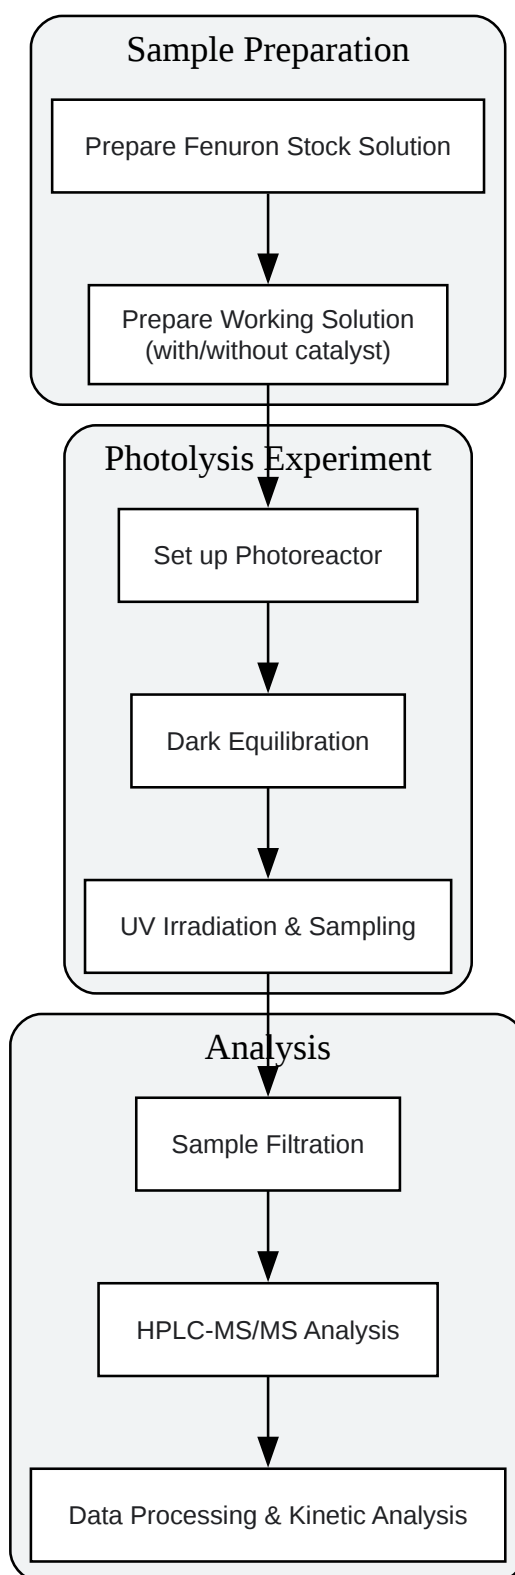 Sample Preparation
Prepare Fenuron Stock Solution
Prepare Working Solution
(with/without catalyst)
Photolysis Experiment
Set up Photoreactor
Dark Equilibration
UV Irradiation & Sampling
Analysis
Sample Filtration
HPLC-MS/MS Analysis
Data Processing & Kinetic Analysis